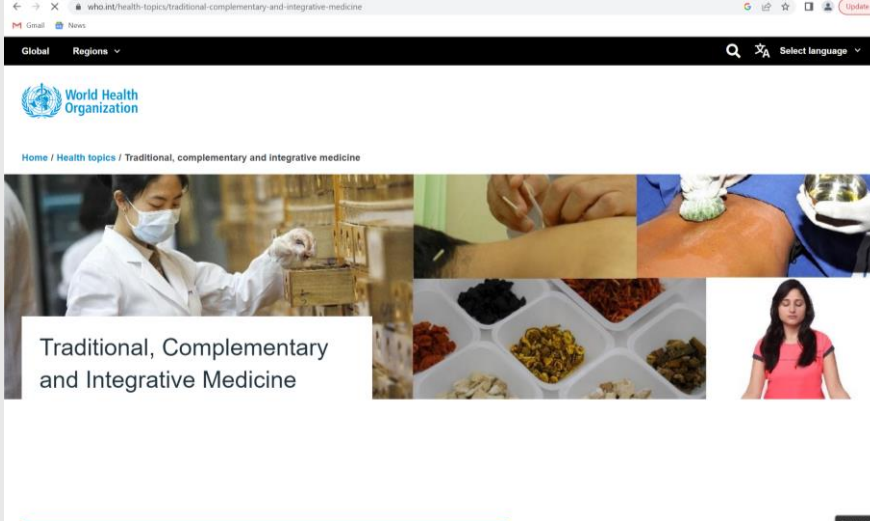 who.int/health-topics/traditional-complementary-and-integrative-medicine
Update
Gmail News
Global Regions Select language
World Health
Organization
Home / Health topics / Traditional, complementary and integrative medicine
Traditional, Complementary
and Integrative Medicine